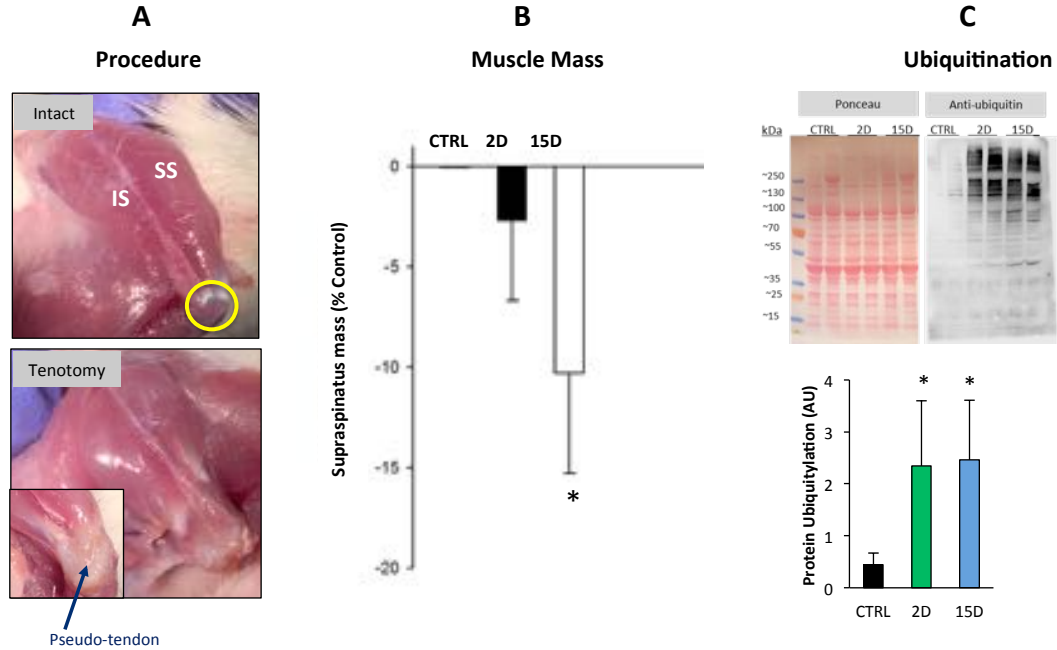 A
Procedure
Intact
SS
IS
Tenotomy
Pseudo-tendon
B
Muscle Mass
CTRL 2D 15D
Supraspinatus mass (% Control)
0
-5
-10
-15
*
-20
C
Ubiquitination
Ponceau Anti-ubiquitin
kDa CTRL 2D 15D CTRL 2D 15D
~250
~130
~100
~70
~55
~35
~25
~15
Protein Ubiquitylation (AU)
4
3
2
1
0
* *
CTRL 2D 15D